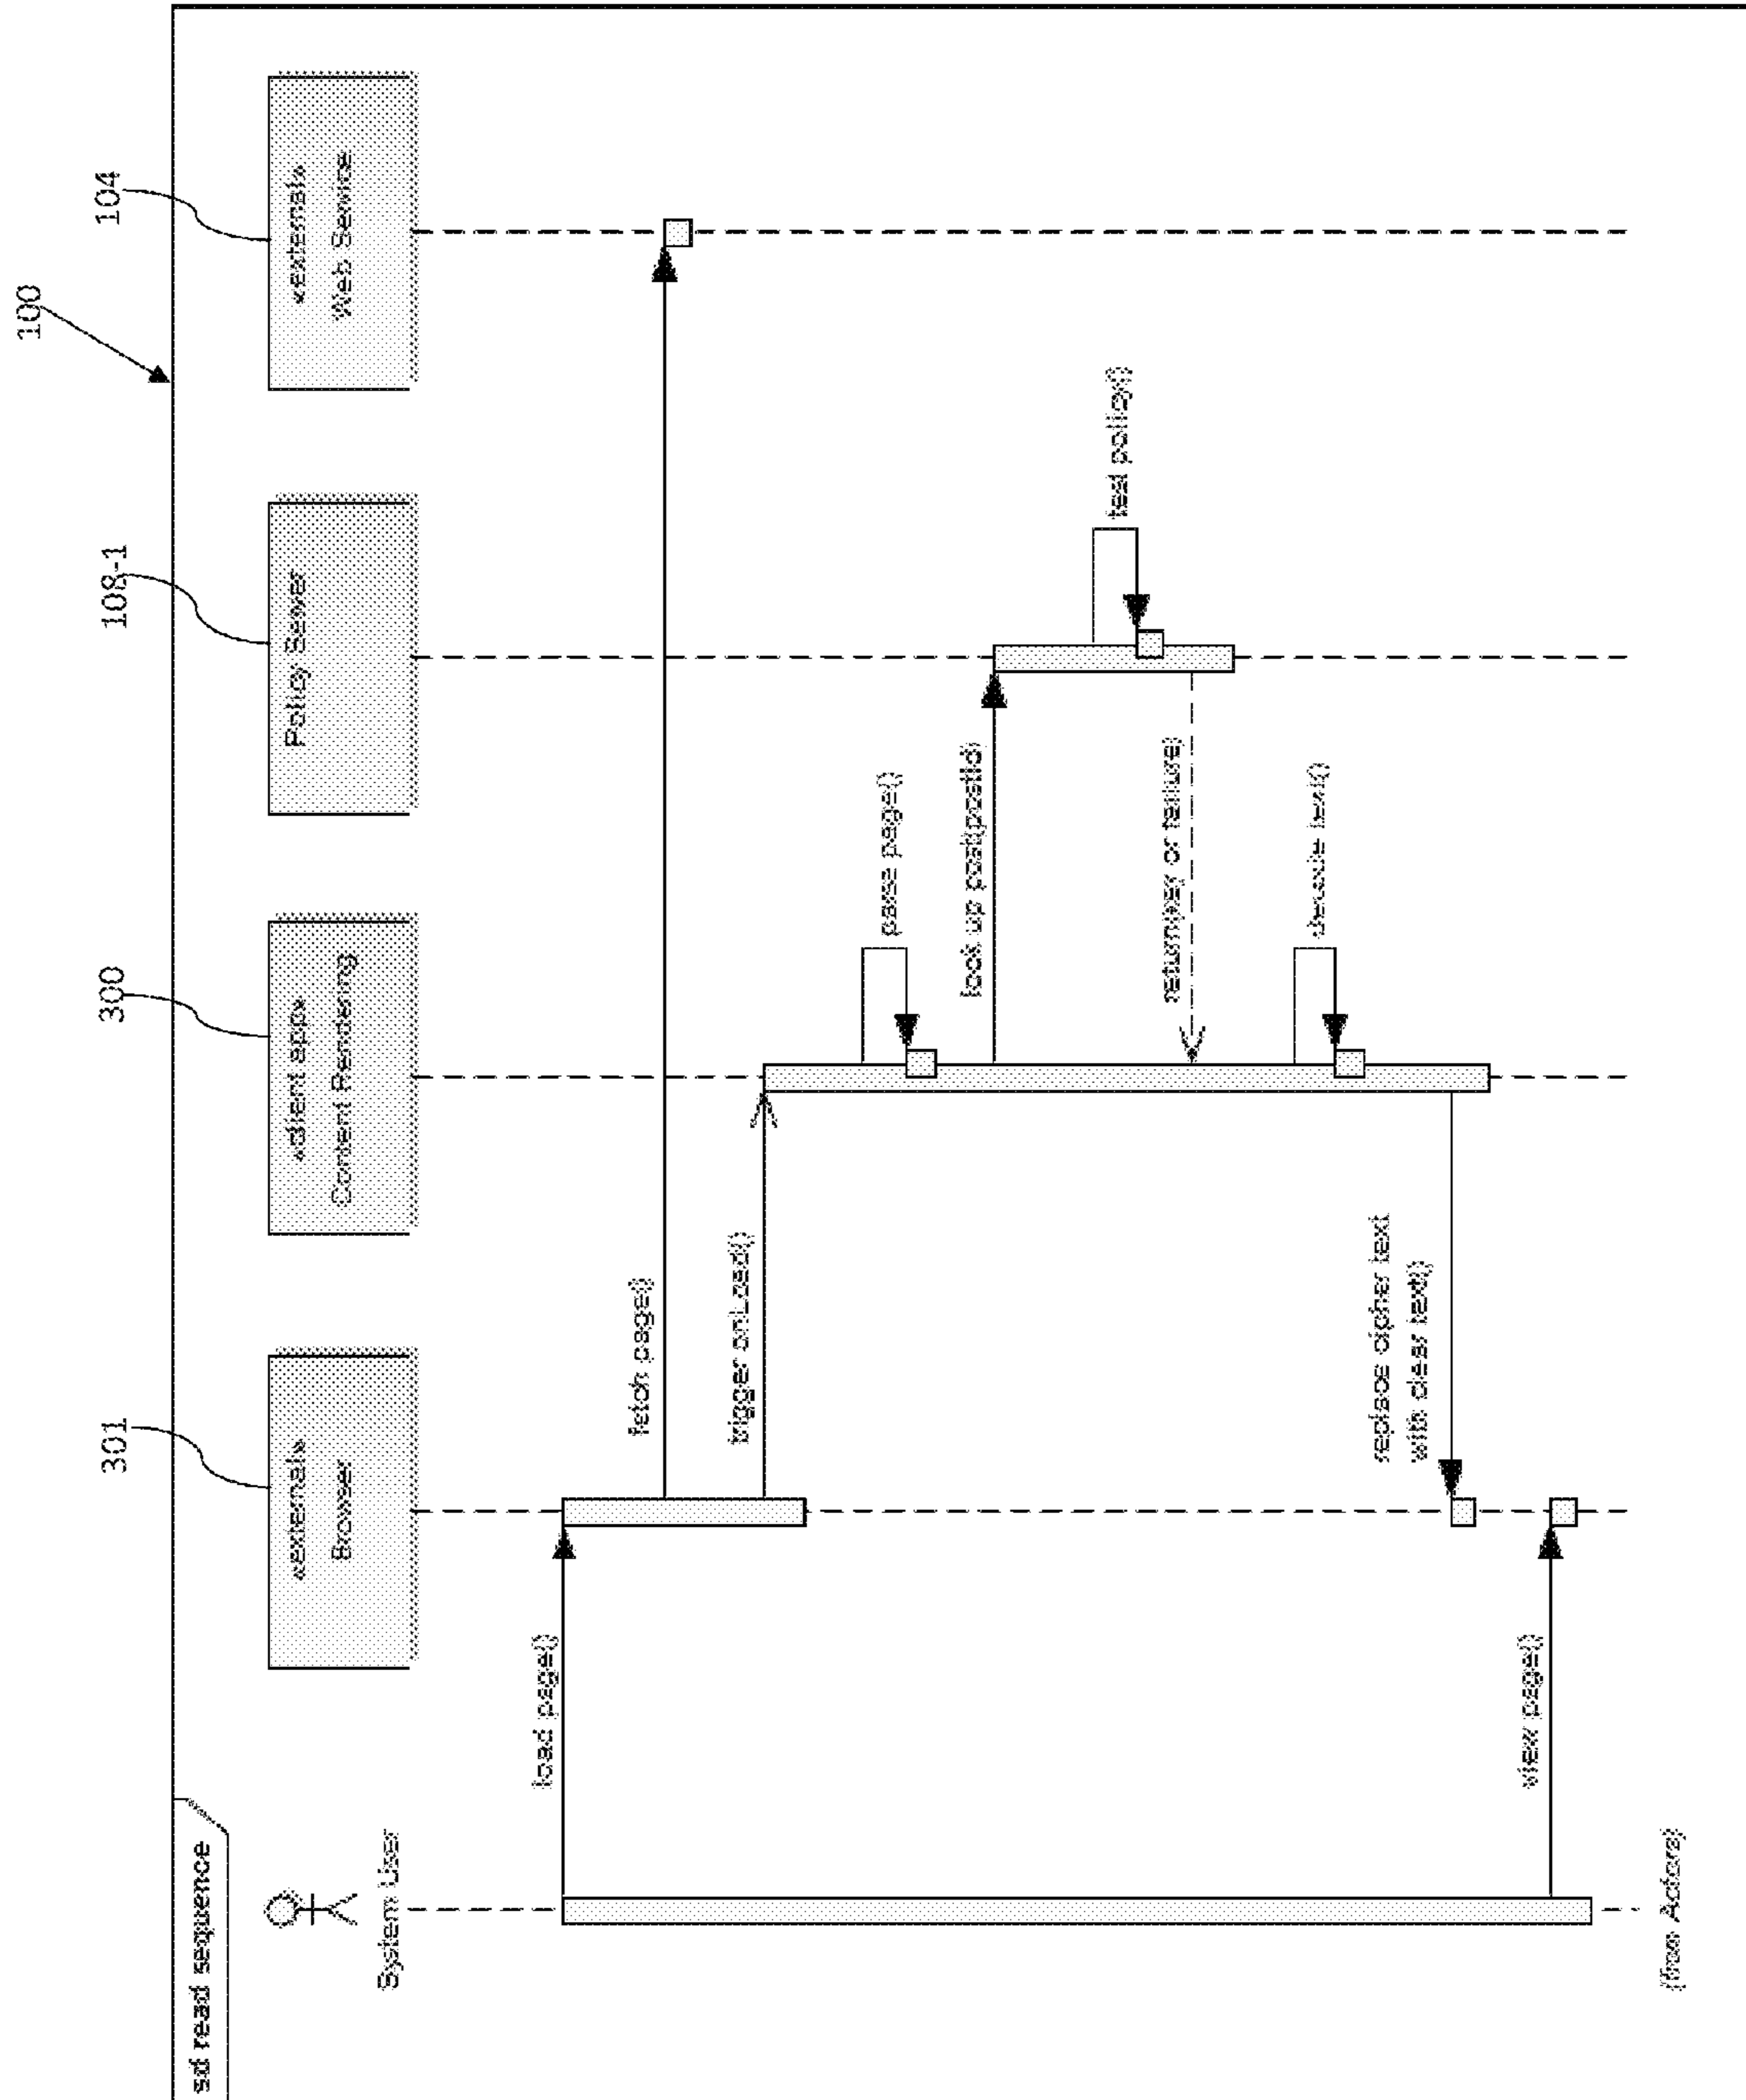 100
sd read sequence
301
300
108-1
104
System User
«external»
Browser
«client app»
Content Rendering
Policy Server
«external»
Web Service
load page()
fetch page()
trigger onLoad()
parse page()
look up post(postId)
test policy()
return(key or failure)
decode text()
replace cipher text
with clear text()
view page()
(from Actors)